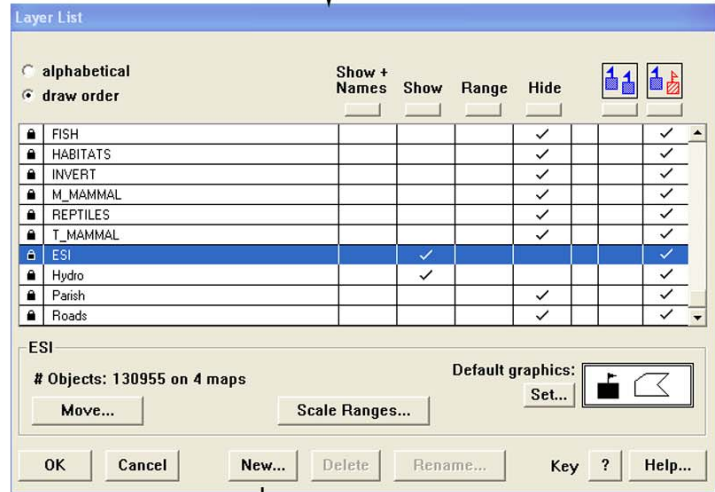 Layer List
alphabetical
draw order
Show +
Names Show Range Hide
FISH
HABITATS
INVERT
M_MAMMAL
REPTILES
T_MAMMAL
ESI
Hydro
Parish
Roads
ESI
# Objects: 130955 on 4 maps
Default graphics:
Set...
Move...
Scale Ranges...
OK Cancel New... Delete Rename... Key ? Help...